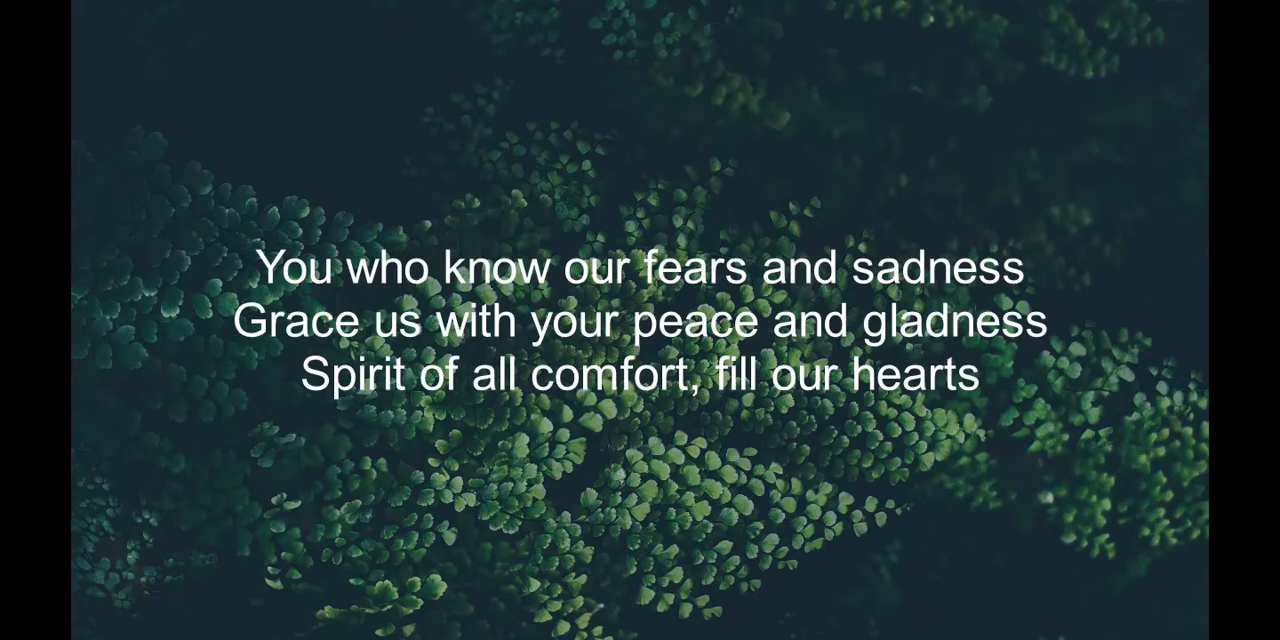 You who know our fears and sadness
Grace us with your peace and gladness
Spirit of all comfort, fill our hearts